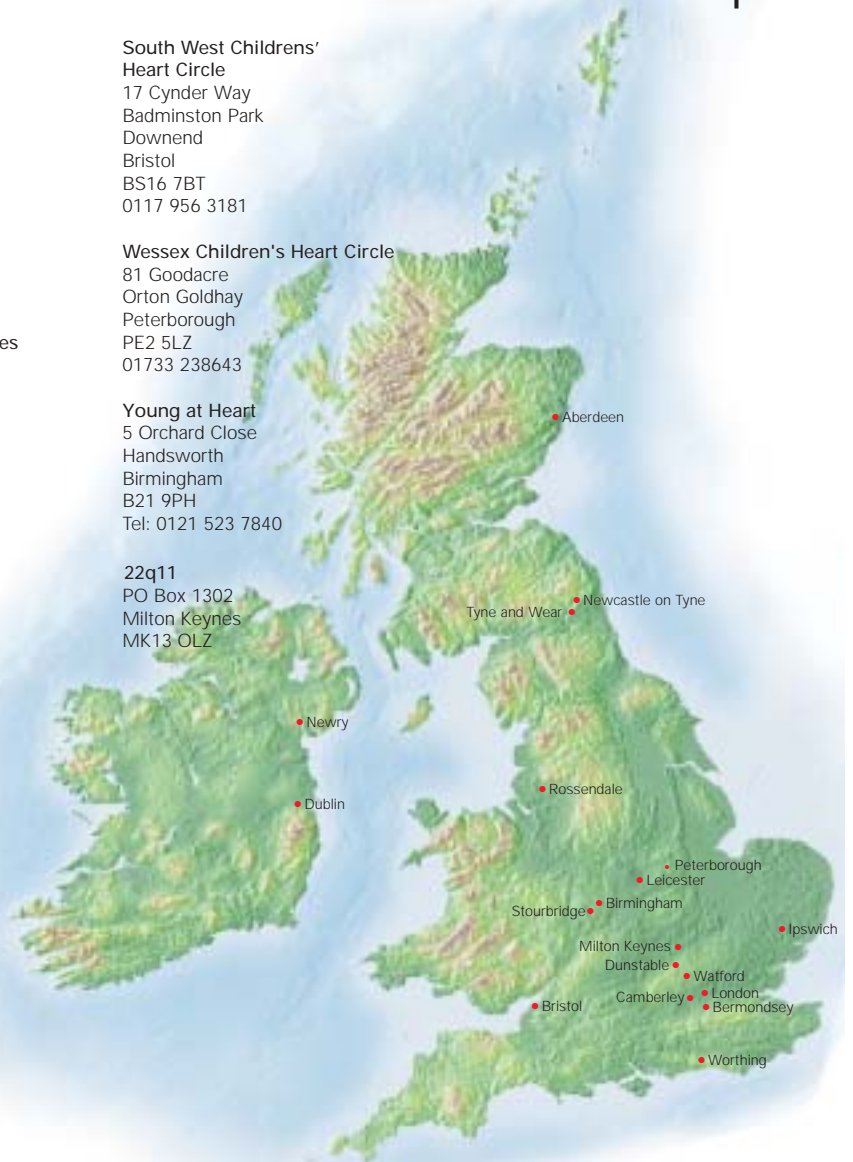 South West Childrens'
Heart Circle
17 Cynder Way
Badminston Park
Downend
Bristol
BS16 7BT
0117 956 3181
Wessex Children's Heart Circle
81 Goodacre
Orton Goldhay
Peterborough
PE2 5LZ
01733 238643
es
Young at Heart
5 Orchard Close
Handsworth
Birmingham
B21 9PH
Tel: 0121 523 7840
22q11
PO Box 1302
Milton Keynes
MK13 OLZ
Aberdeen
Newcastle on Tyne
Tyne and Wear
Newry
Rossendale
Dublin
Peterborough
Leicester
Birmingham
Stourbridge
Ipswich
Milton Keynes
Dunstable
Watford
London
Camberley
Bermondsey
Bristol
Worthing